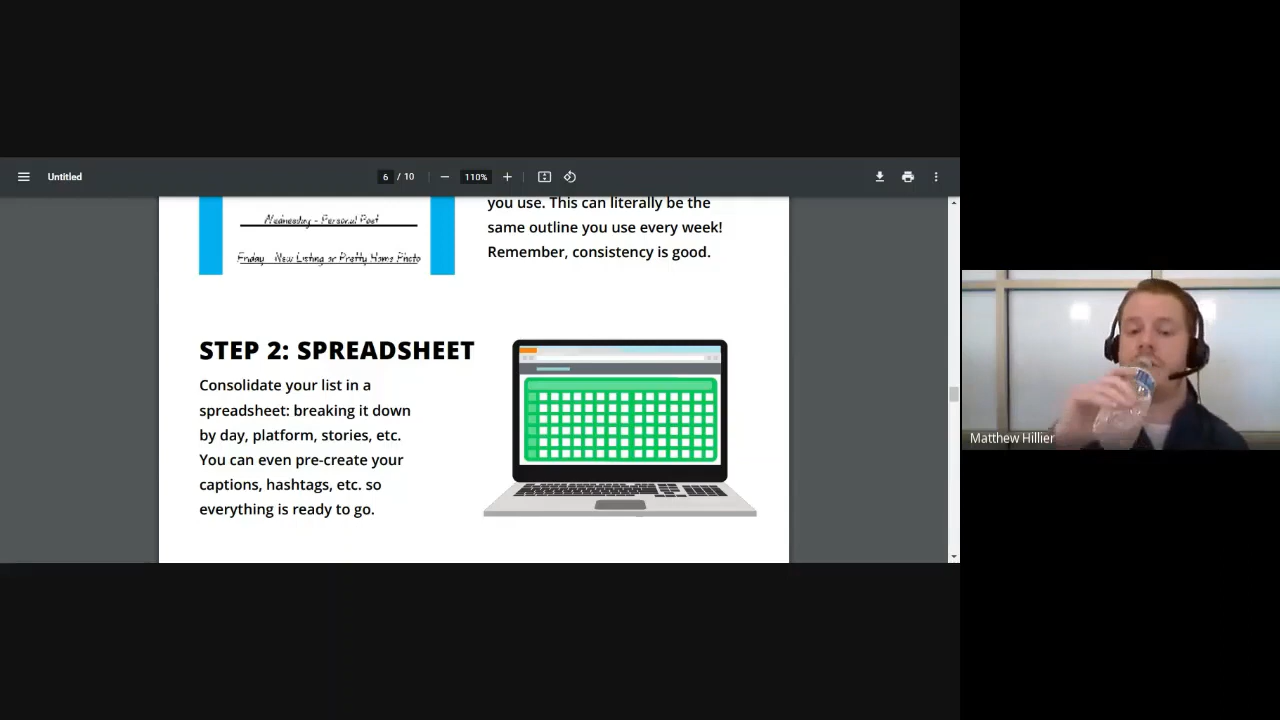 Untitled
6 / 10
110%
Wednesday - Personal Post
Friday - New Listing or Pretty Home Photo
you use. This can literally be the
same outline you use every week!
Remember, consistency is good.
STEP 2: SPREADSHEET
Consolidate your list in a
spreadsheet: breaking it down
by day, platform, stories, etc.
You can even pre-create your
captions, hashtags, etc. so
everything is ready to go.
Matthew Hillier